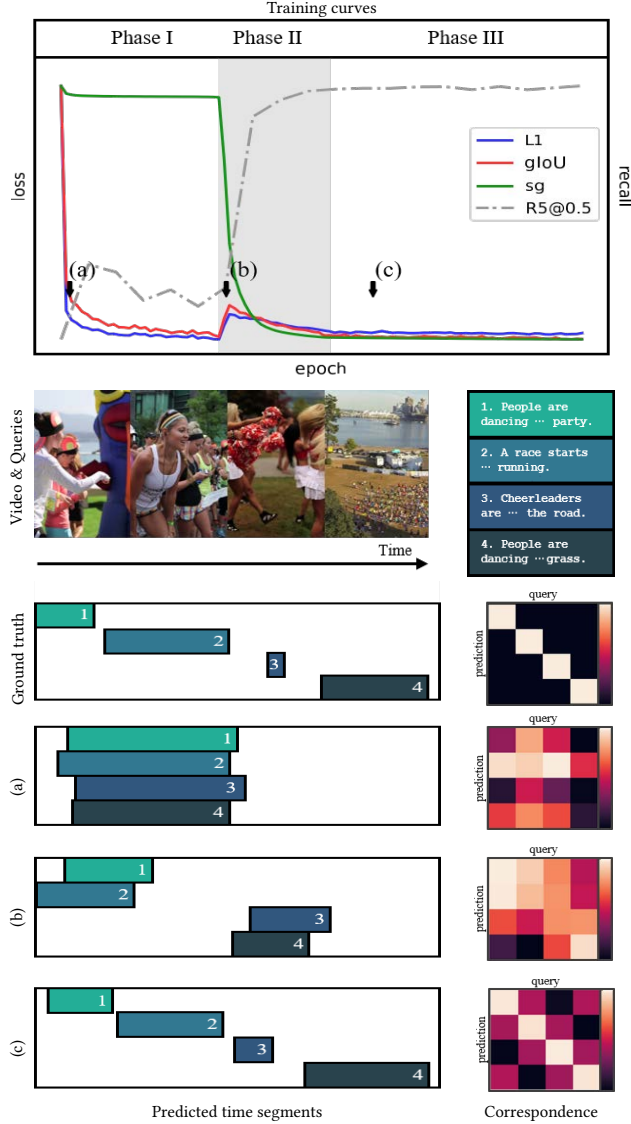 Training curves
Phase I
Phase II
Phase III
loss
recall
L1
gIoU
sg
R5@0.5
(a)
(b)
(c)
epoch
Video & Queries
1. People are
dancing ⋯ party.
2. A race starts
⋯ running.
3. Cheerleaders
are ⋯ the road.
4. People are
dancing ⋯grass.
Time
Ground truth
1
2
3
4
query
prediction
(a)
1
2
3
4
query
prediction
(b)
1
2
3
4
query
prediction
(c)
1
2
3
4
query
prediction
Predicted time segments
Correspondence